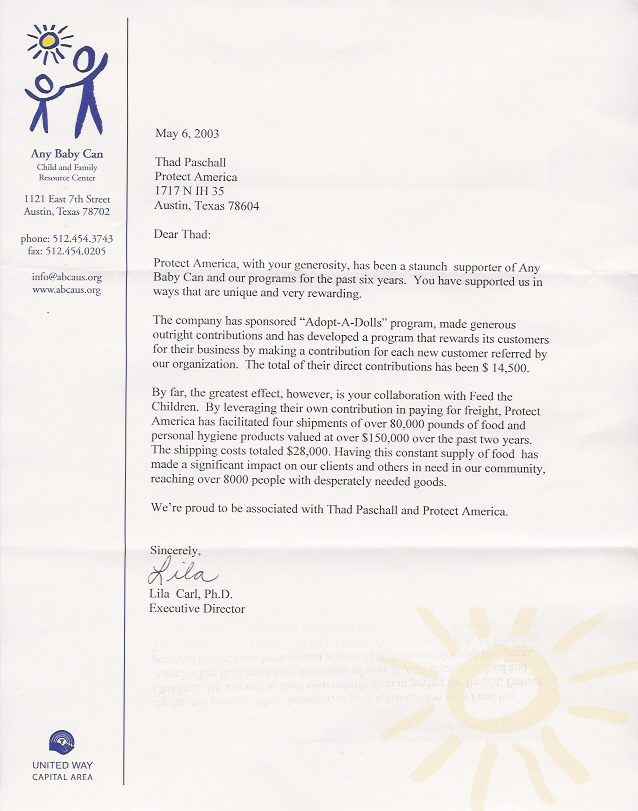 Any Baby Can
Child and Family
Resource Center
1121 East 7th Street
Austin, Texas 78702
phone: 512.454.3743
fax: 512.454.0205
info@abcaus.org
www.abcaus.org
May 6, 2003
Thad Paschall
Protect America
1717 N IH 35
Austin, Texas 78604
Dear Thad:
Protect America, with your generosity, has been a staunch supporter of Any
Baby Can and our programs for the past six years. You have supported us in
ways that are unique and very rewarding.
The company has sponsored “Adopt-A-Dolls” program, made generous
outright contributions and has developed a program that rewards its customers
for their business by making a contribution for each new customer referred by
our organization. The total of their direct contributions has been $ 14,500.
By far, the greatest effect, however, is your collaboration with Feed the
Children. By leveraging their own contribution in paying for freight, Protect
America has facilitated four shipments of over 80,000 pounds of food and
personal hygiene products valued at over $150,000 over the past two years.
The shipping costs totaled $28,000. Having this constant supply of food has
made a significant impact on our clients and others in need in our community,
reaching over 8000 people with desperately needed goods.
We’re proud to be associated with Thad Paschall and Protect America.
Sincerely,
Lila
Lila Carl, Ph.D.
Executive Director
UNITED WAY
CAPITAL AREA